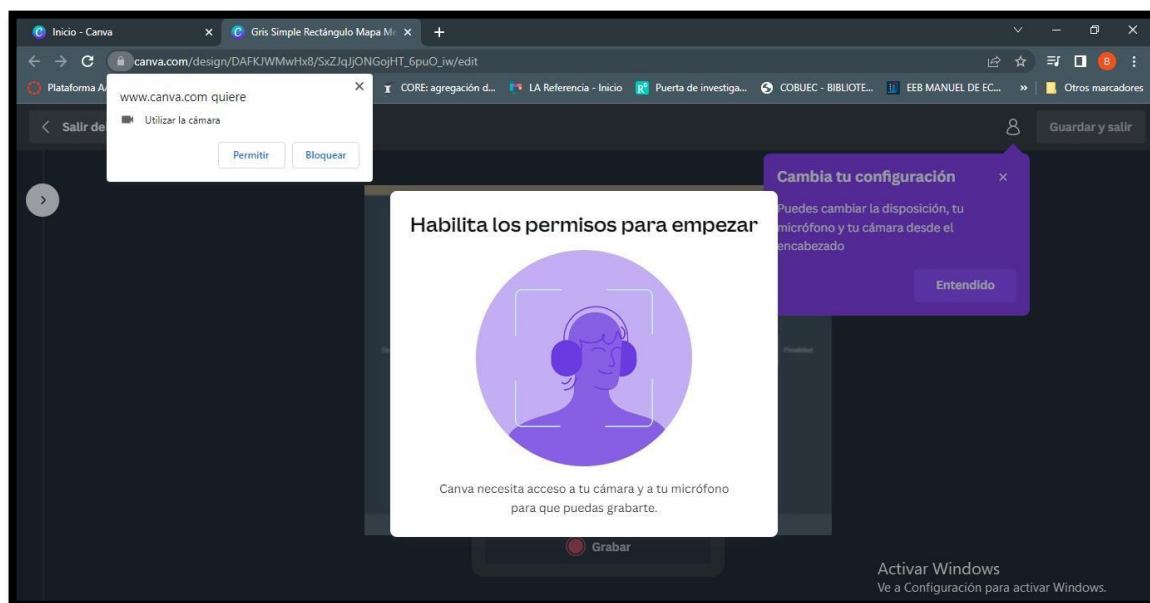 Inicio - Canva
Gris Simple Rectángulo Mapa M
canva.com/design/DAFKJWMwHx8/SxZJqJjONGojHT_6puO_iw/edit
B
Plataforma A
CORE: agregación d...
LA Referencia - Inicio
Puerta de investiga...
COBUEC - BIBLIOTE...
EEB MANUEL DE EC...
Otros marcadores
www.canva.com quiere
Utilizar la cámara
Permitir
Bloquear
Salir de
Guardar y salir
Cambia tu configuración
Puedes cambiar la disposición, tu
micrófono y tu cámara desde el
encabezado
Entendido
Habilita los permisos para empezar
Canva necesita acceso a tu cámara y a tu micrófono
para que puedas grabarte.
Grabar
Activar Windows
Ve a Configuración para activar Windows.